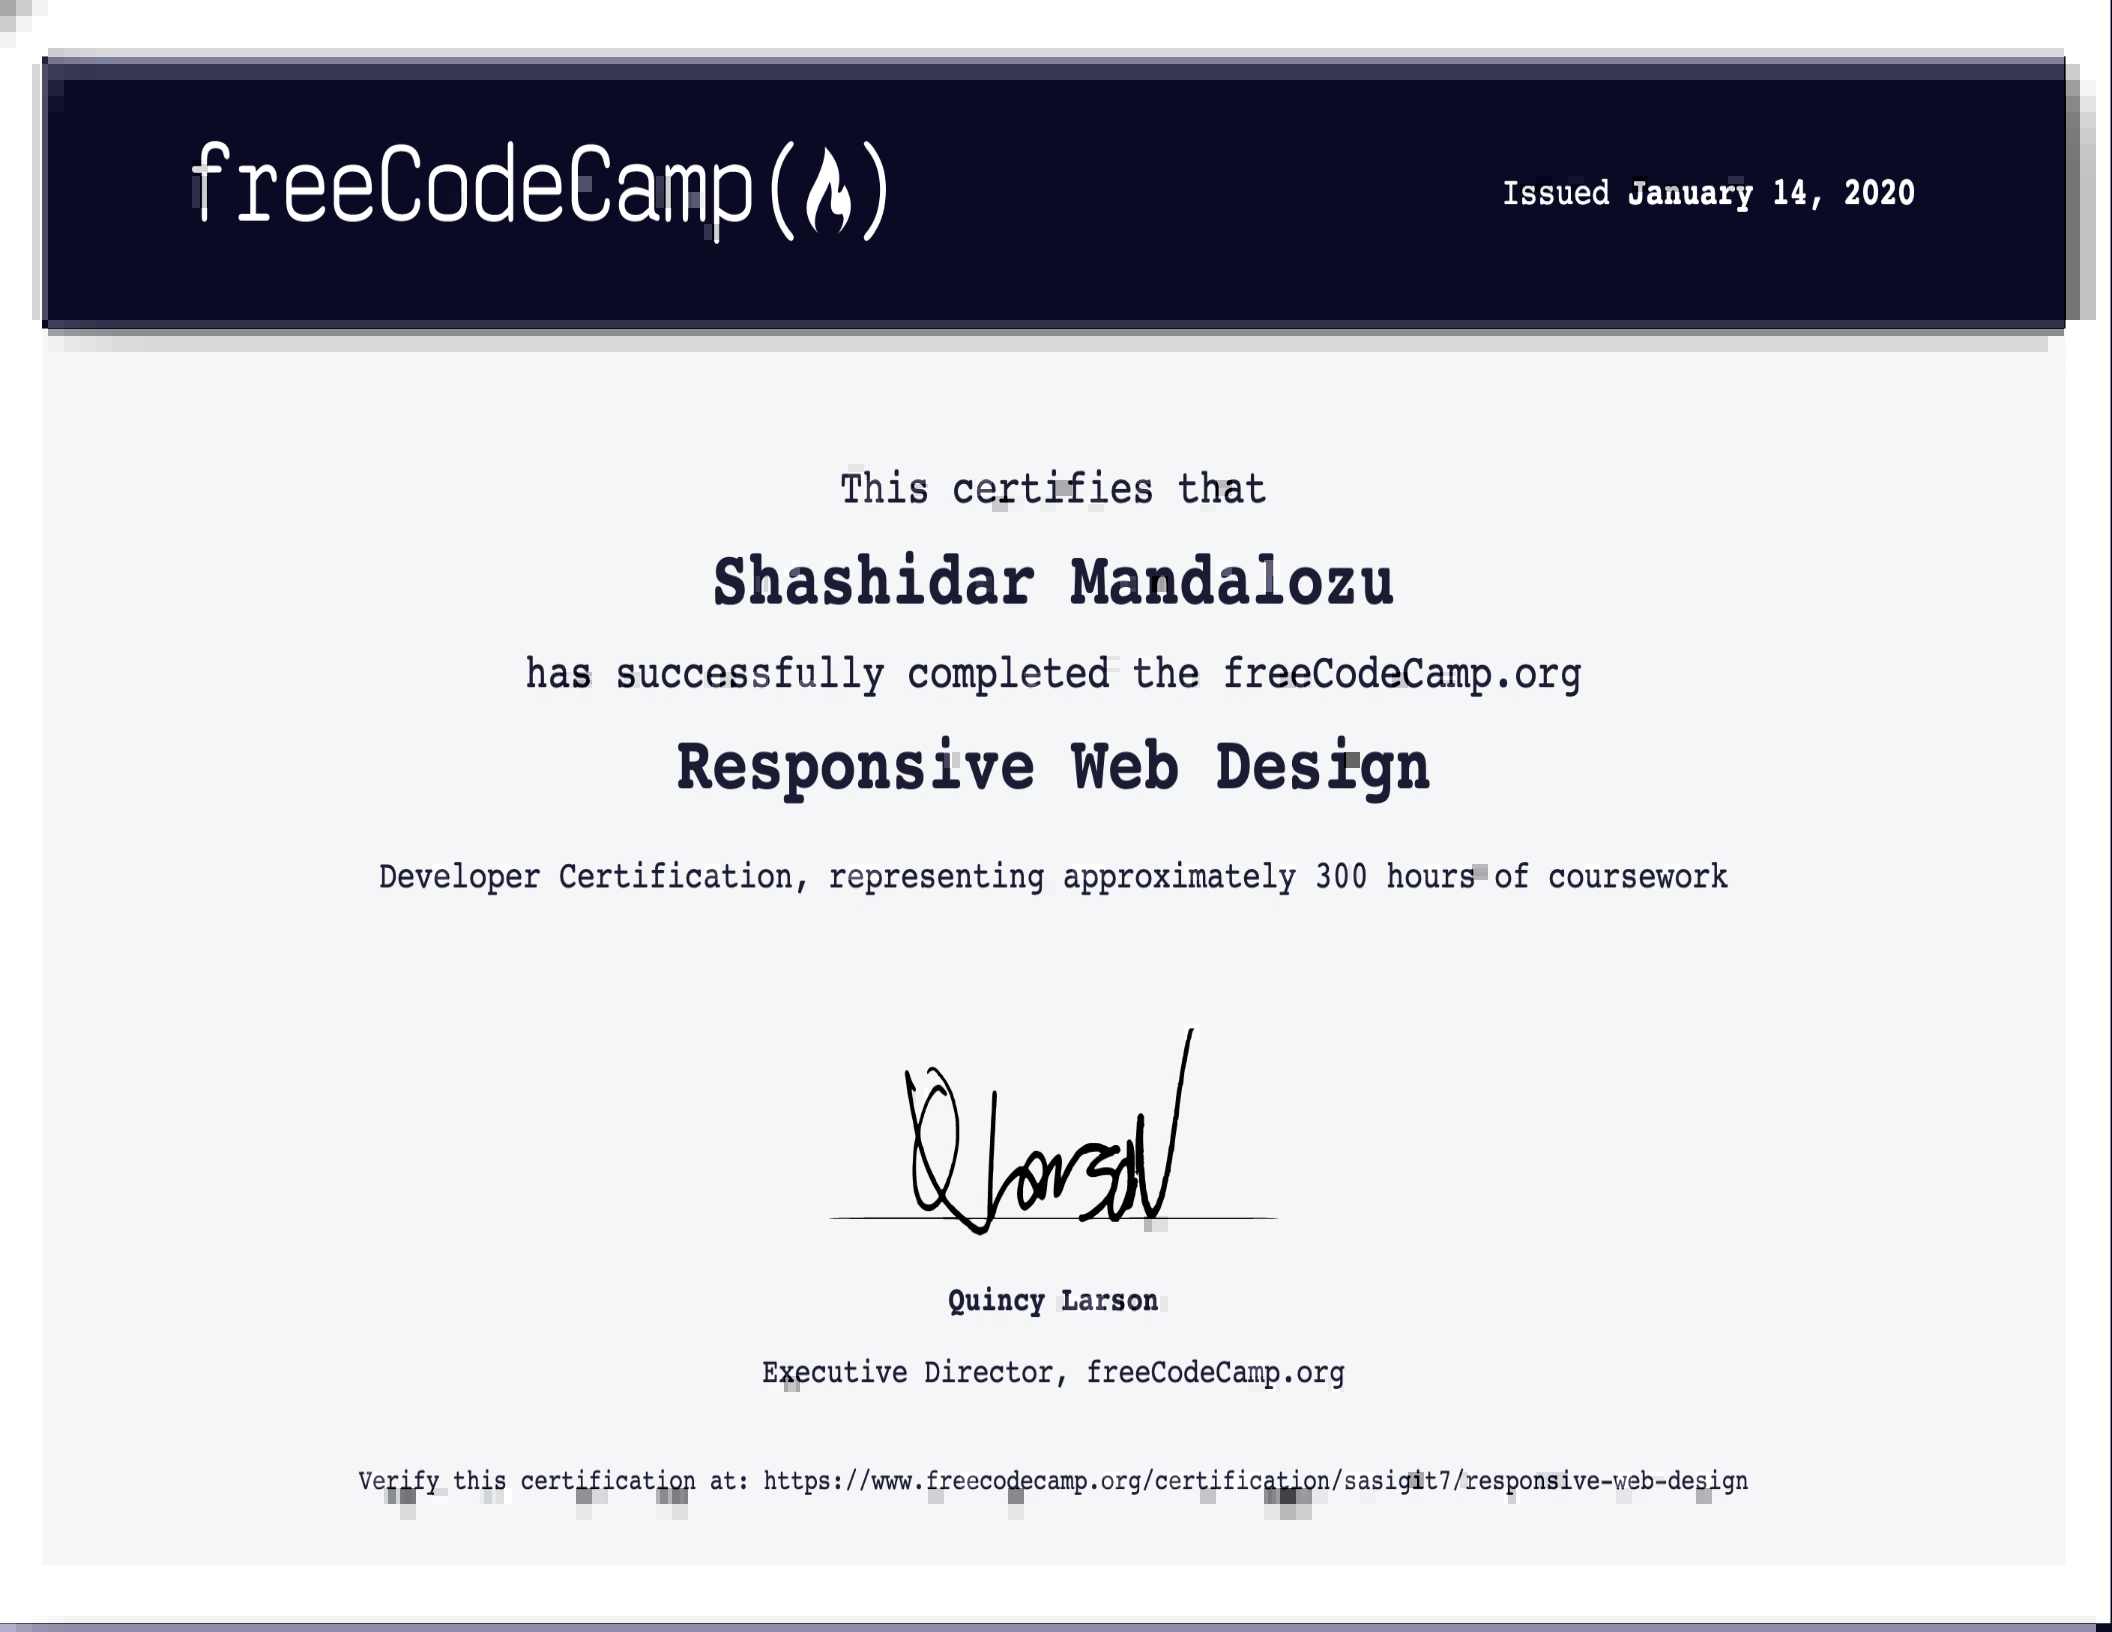 freeCodeCamp
Issued January 14, 2020
This certifies that
Shashidar Mandalozu
has successfully completed the freeCodeCamp.org
Responsive Web Design
Developer Certification, representing approximately 300 hours of coursework
QLarson
Quincy Larson
Executive Director, freeCodeCamp.org
Verify this certification at: https://www.freecodecamp.org/certification/sasigit7/responsive-web-design